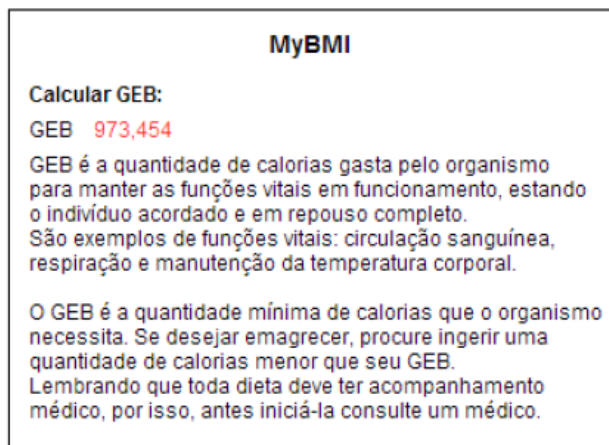 MyBMI
Calcular GEB:
GEB 973,454
GEB é a quantidade de calorias gasta pelo organismo
para manter as funções vitais em funcionamento, estando
o indivíduo acordado e em repouso completo.
São exemplos de funções vitais: circulação sanguínea,
respiração e manutenção da temperatura corporal.
O GEB é a quantidade mínima de calorias que o organismo
necessita. Se desejar emagrecer, procure ingerir uma
quantidade de calorias menor que seu GEB.
Lembrando que toda dieta deve ter acompanhamento
médico, por isso, antes iniciá-la consulte um médico.